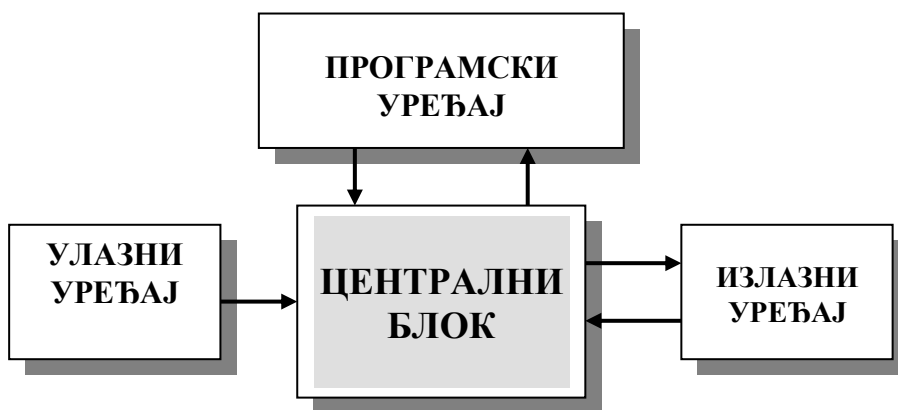 ПРОГРАМСКИ
УРЕЂАЈ
УЛАЗНИ
УРЕЂАЈ
ЦЕНТРАЛНИ
БЛОК
ИЗЛАЗНИ
УРЕЂАЈ